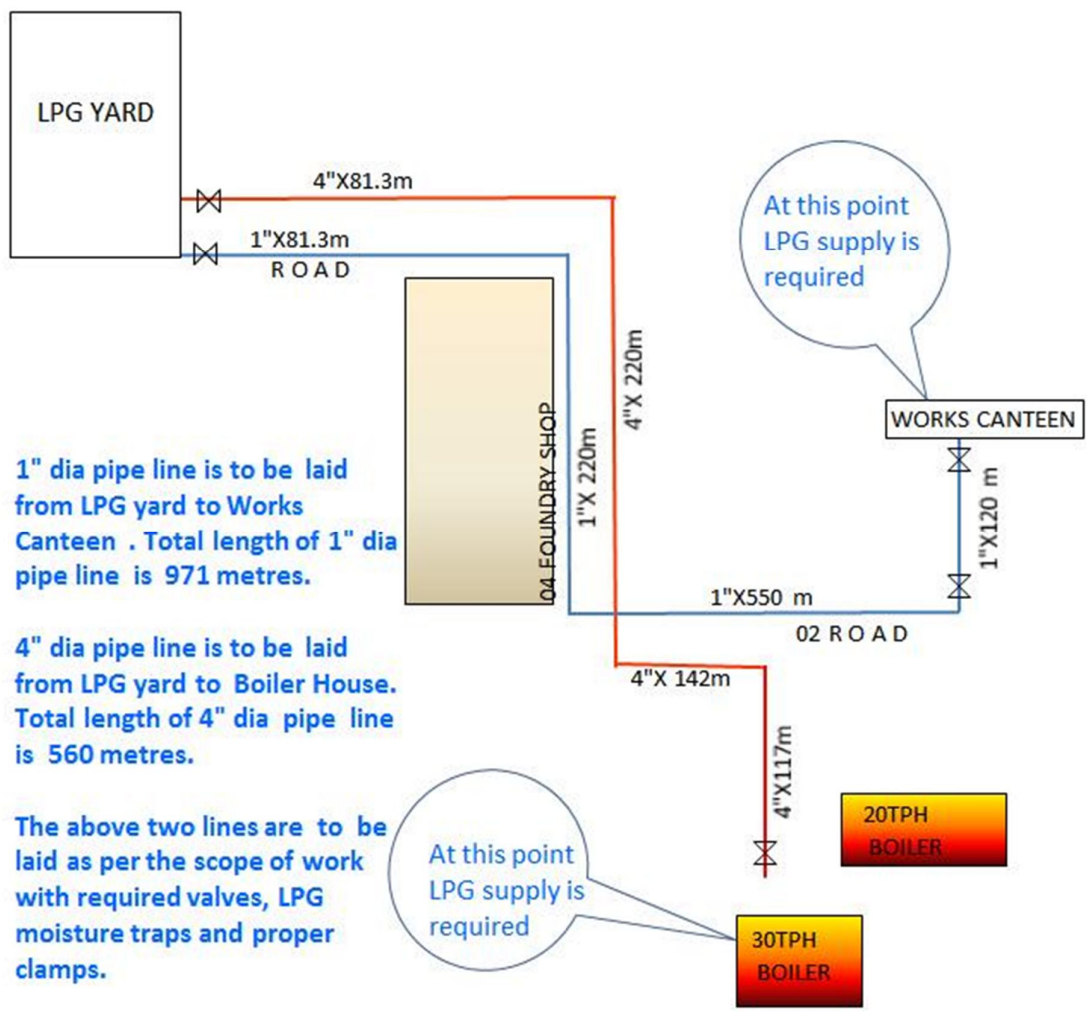 LPG YARD
4"X81.3m
1"X81.3m
R O A D
At this point
LPG supply is
required
4"X 220m
1"X 220m
04 FOUNDRY SHOP
WORKS CANTEEN
1"X120 m
1"X550 m
02 R O A D
4"X 142m
4"X117m
1" dia pipe line is to be laid
from LPG yard to Works
Canteen . Total length of 1" dia
pipe line is 971 metres.
4" dia pipe line is to be laid
from LPG yard to Boiler House.
Total length of 4" dia pipe line
is 560 metres.
The above two lines are to be
laid as per the scope of work
with required valves, LPG
moisture traps and proper
clamps.
At this point
LPG supply is
required
20TPH
BOILER
30TPH
BOILER